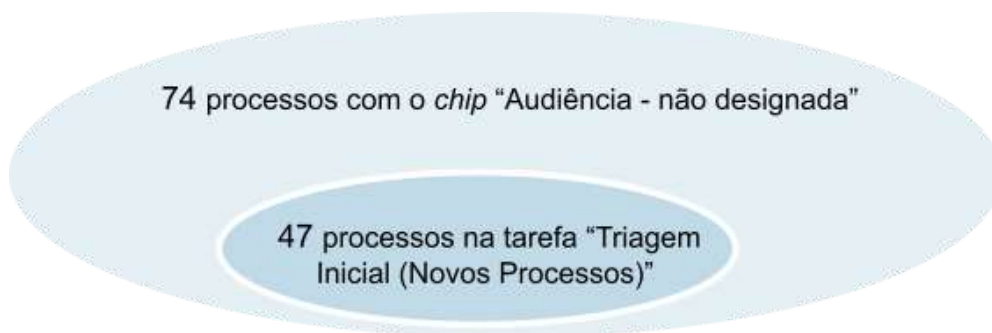 74 processos com o chip “Audiência - não designada”
47 processos na tarefa “Triagem
Inicial (Novos Processos)”